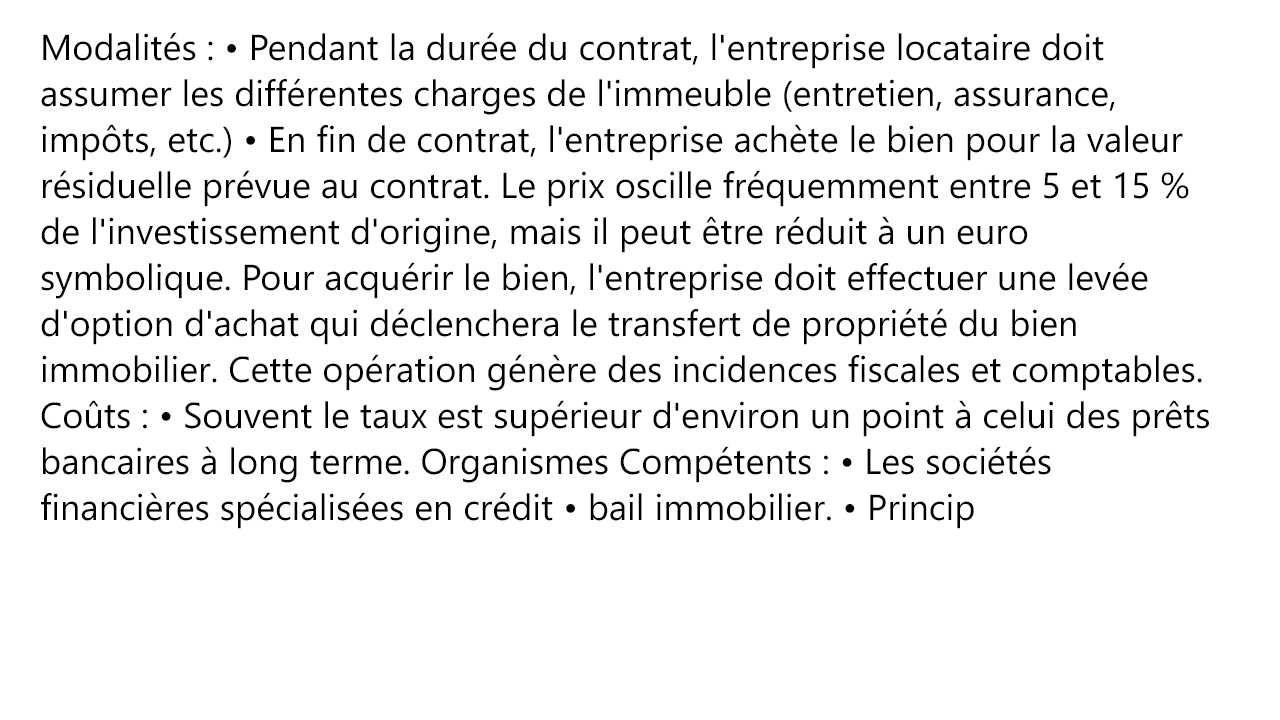 Modalités : • Pendant la durée du contrat, l'entreprise locataire doit
assumer les différentes charges de l'immeuble (entretien, assurance,
impôts, etc.) • En fin de contrat, l'entreprise achète le bien pour la valeur
résiduelle prévue au contrat. Le prix oscille fréquemment entre 5 et 15 %
de l'investissement d'origine, mais il peut être réduit à un euro
symbolique. Pour acquérir le bien, l'entreprise doit effectuer une levée
d'option d'achat qui déclenchera le transfert de propriété du bien
immobilier. Cette opération génère des incidences fiscales et comptables.
Coûts : • Souvent le taux est supérieur d'environ un point à celui des prêts
bancaires à long terme. Organismes Compétents : • Les sociétés
financières spécialisées en crédit • bail immobilier. • Princip